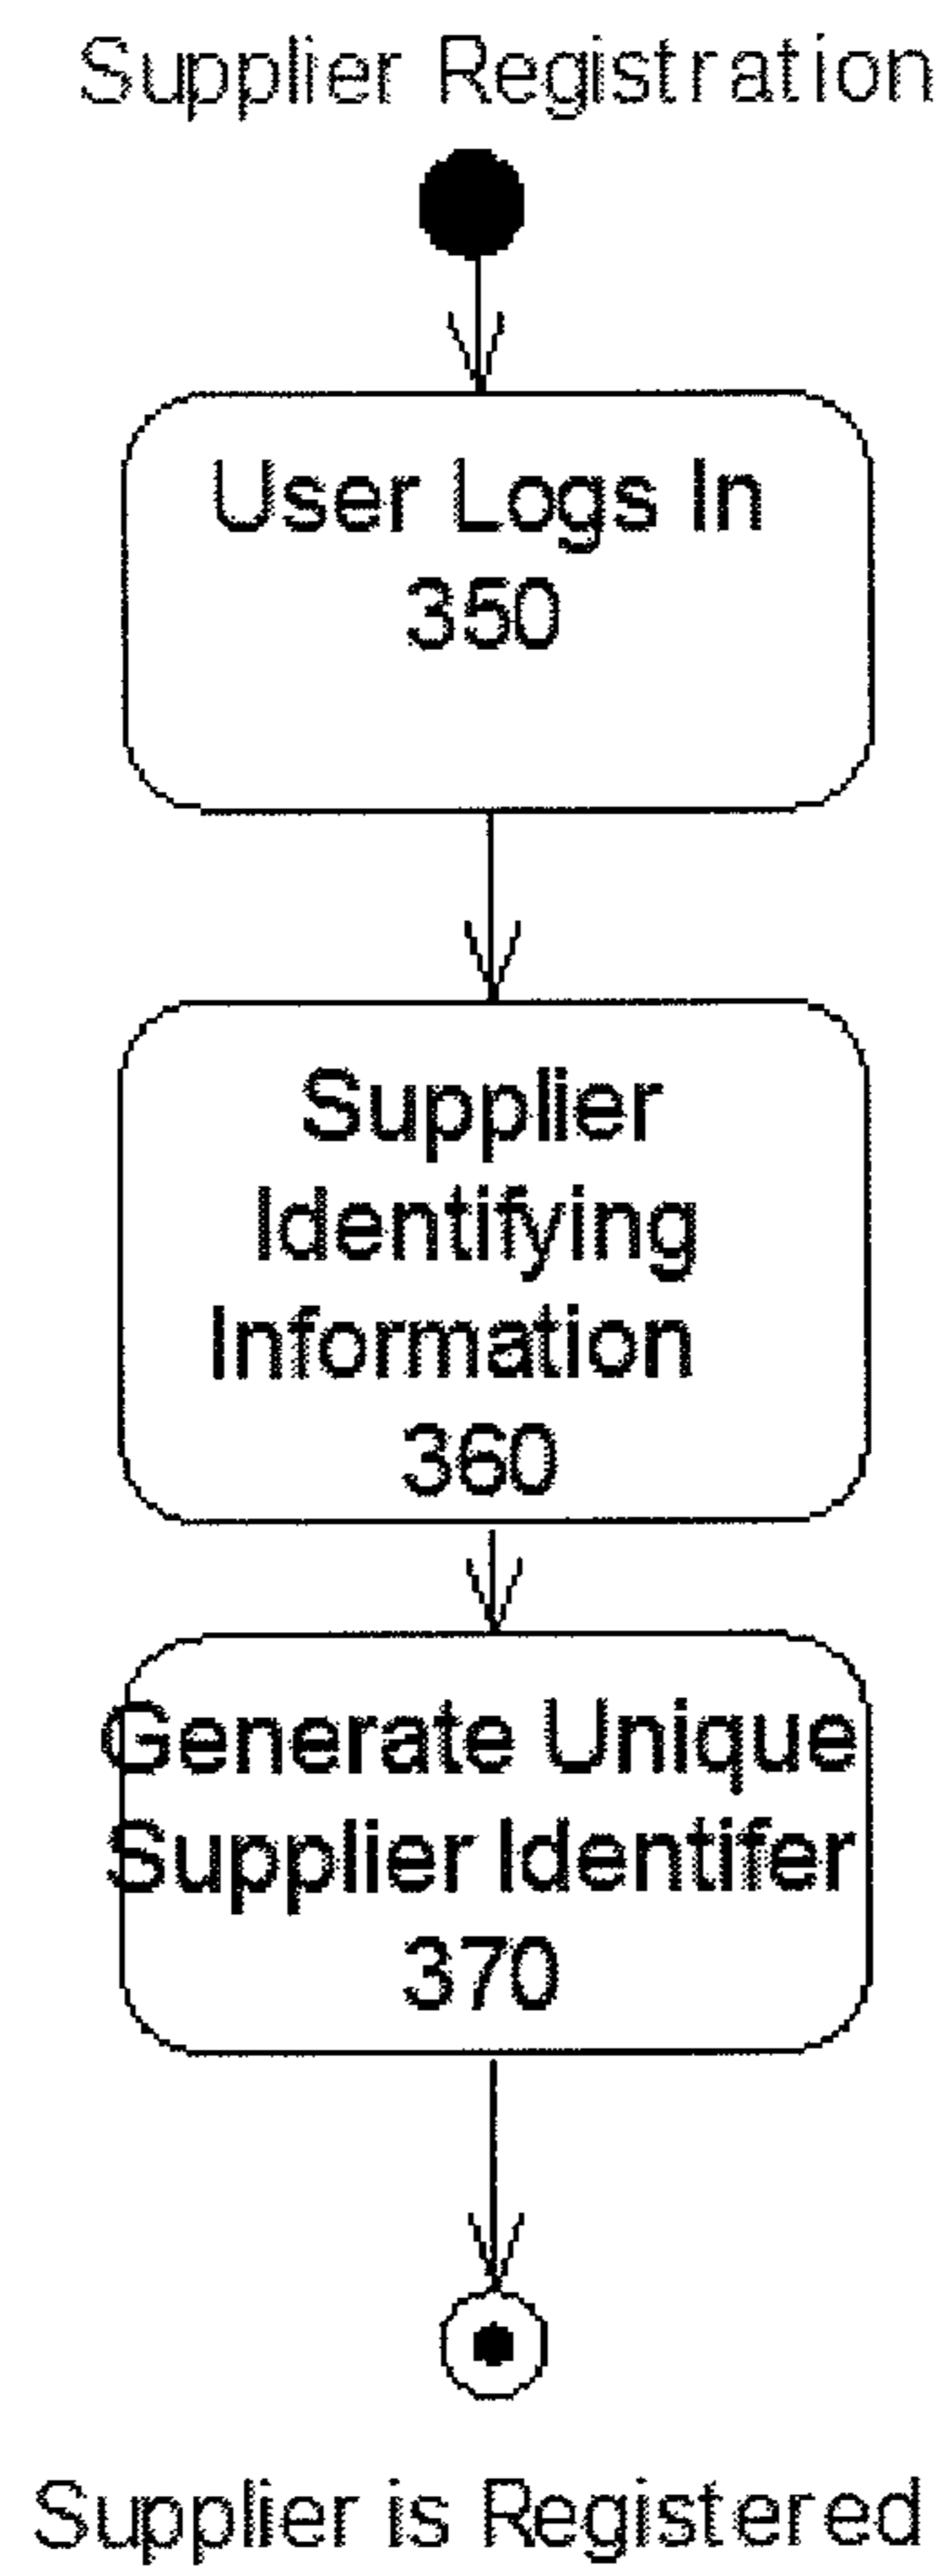 Supplier Registration
User Logs In
350
Supplier
Identifying
Information
360
Generate Unique
Supplier Identifer
370
Supplier is Registered